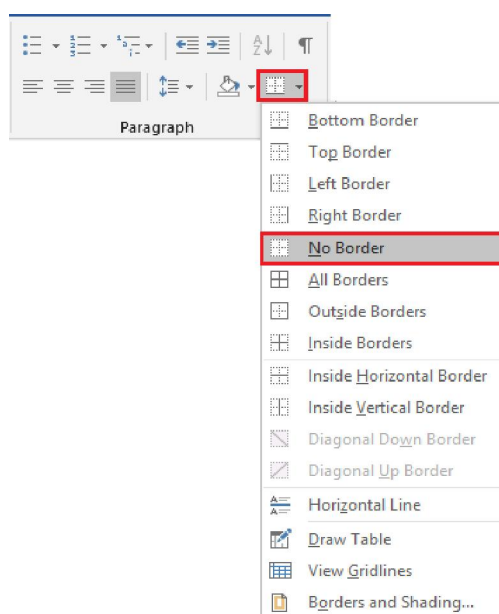 Paragraph
Bottom Border
Top Border
Left Border
Right Border
No Border
All Borders
Outside Borders
Inside Borders
Inside Horizontal Border
Inside Vertical Border
Diagonal Down Border
Diagonal Up Border
Horizontal Line
Draw Table
View Gridlines
Borders and Shading...